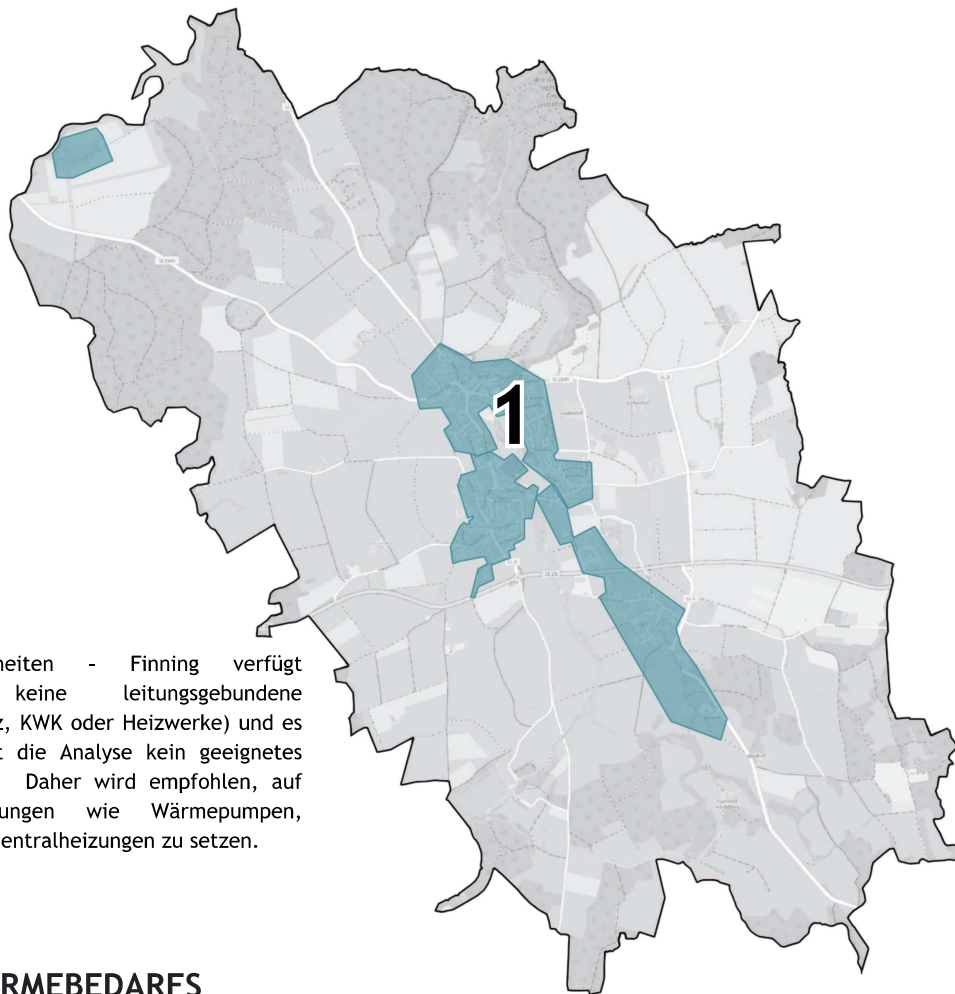 1
heiten - Finning verfügt
keine leitungsgebundene
z, KWK oder Heizwerke) und es
die Analyse kein geeignetes
Daher wird empfohlen, auf
ungen wie Wärmepumpen,
entralheizungen zu setzen.
RMEBEDARFS